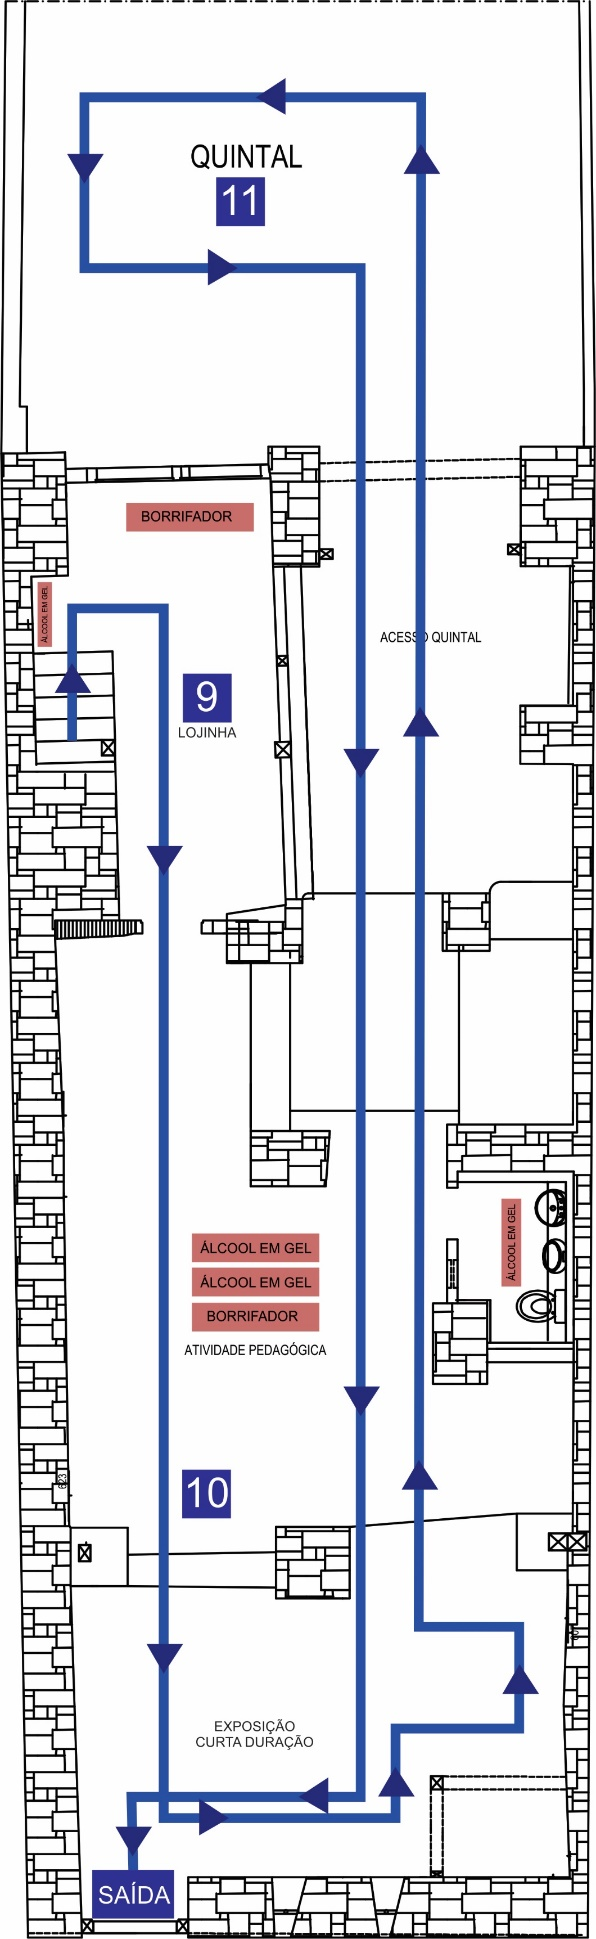 QUINTAL
11
BORRIFADOR
ÁLCOOL EM GEL
ACESSO QUINTAL
9
LOJINHA
ÁLCOOL EM GEL
ÁLCOOL EM GEL
ÁLCOOL EM GEL
BORRIFADOR
ATIVIDADE PEDAGÓGICA
623
10
EXPOSIÇÃO
CURTA DURAÇÃO
SAÍDA